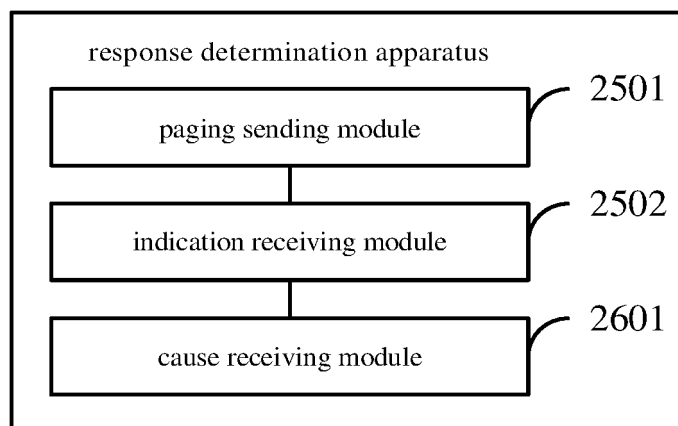 response determination apparatus
2501
paging sending module
2502
indication receiving module
2601
cause receiving module